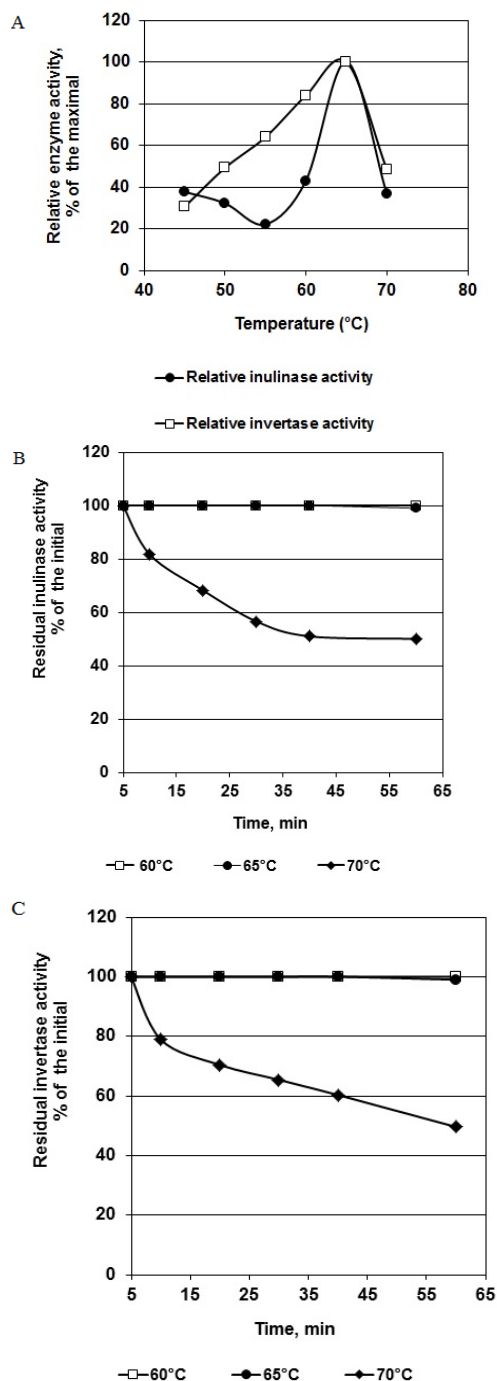 A
Relative enzyme activity,
% of the maximal
120
100
80
60
40
20
0
40
50
60
70
80
Temperature (°C)
Relative inulinase activity
Relative invertase activity
B
Residual inulinase activity
% of the initial
120
100
80
60
40
20
0
5
15
25
35
45
55
65
Time, min
60°C
65°C
70°C
C
Residual invertase activity
% of the initial
120
100
80
60
40
20
0
5
15
25
35
45
55
65
Time, min
60°C
65°C
70°C